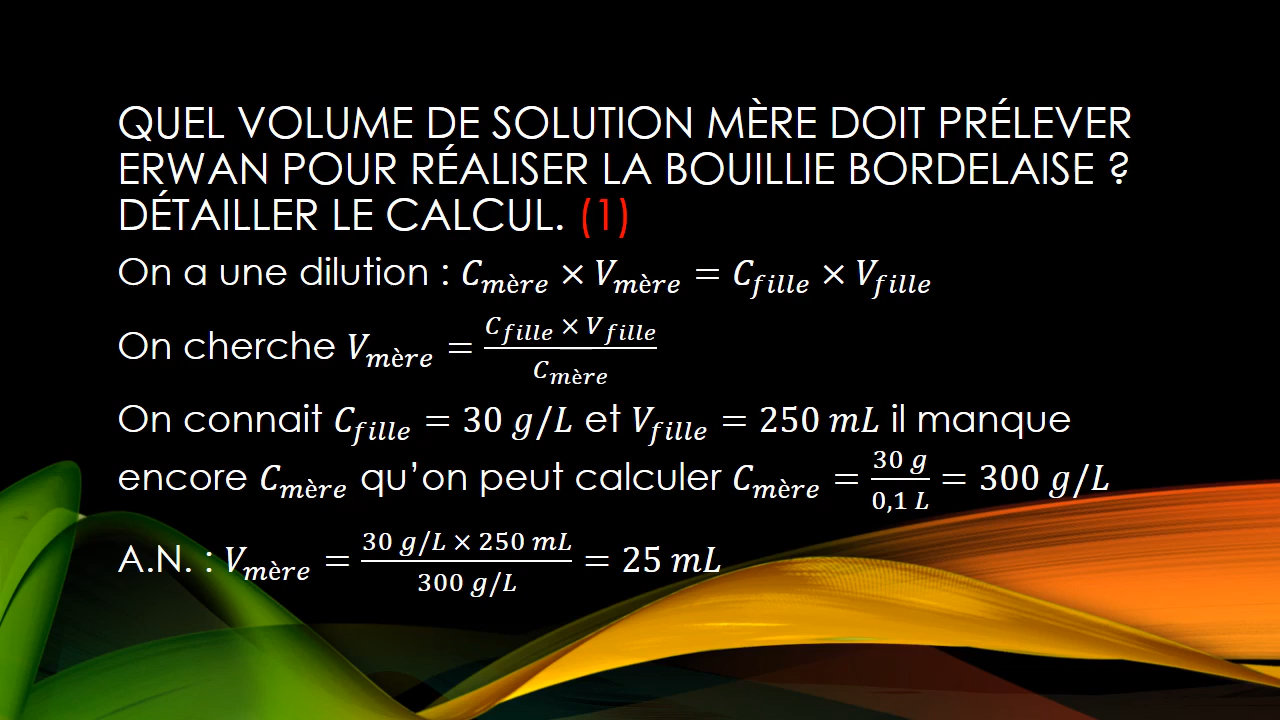 QUEL VOLUME DE SOLUTION MÈRE DOIT PRÉLEVER
ERWAN POUR RÉALISER LA BOUILLIE BORDELAISE ?
DÉTAILLER LE CALCUL. (1)
On a une dilution : C_mère × V_mère = C_fille × V_fille
On cherche V_mère = (C_fille × V_fille) / C_mère
On connait C_fille = 30 g/L et V_fille = 250 mL il manque
encore C_mère qu'on peut calculer C_mère = 30 g / 0,1 L = 300 g/L
A.N. : V_mère = (30 g/L × 250 mL) / 300 g/L = 25 mL